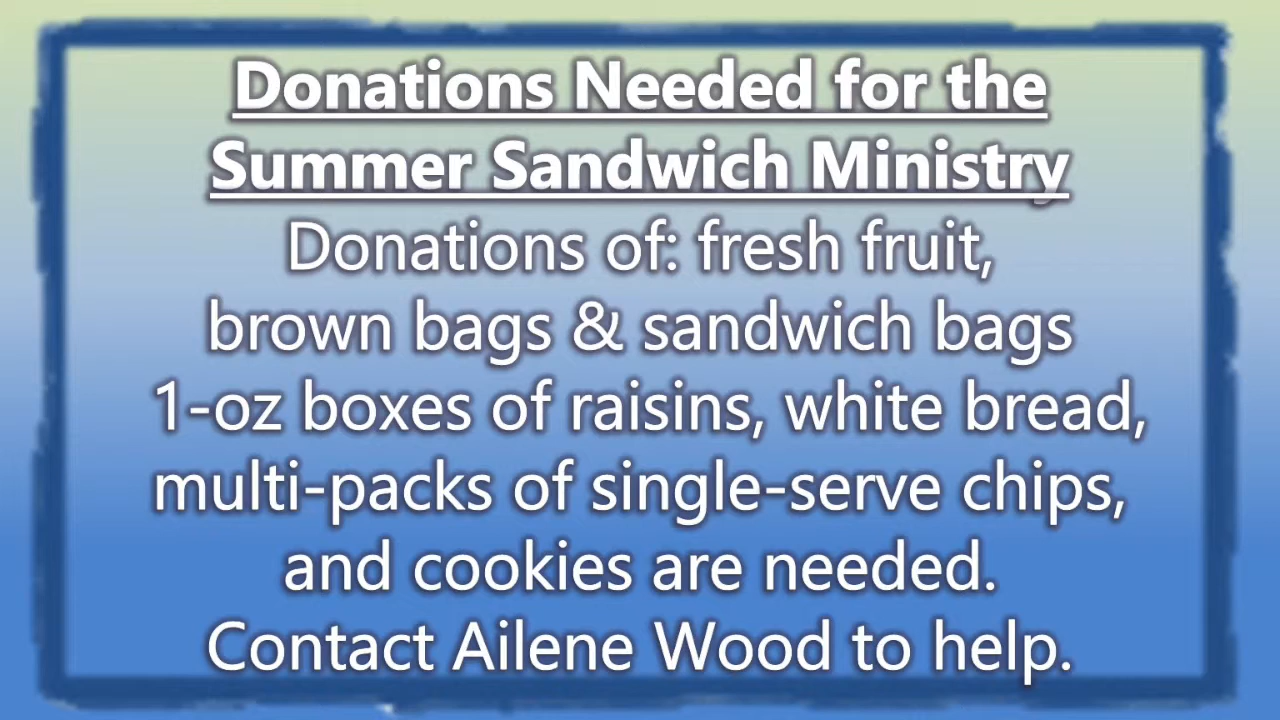 Donations Needed for the
Summer Sandwich Ministry
Donations of: fresh fruit,
brown bags & sandwich bags
1-oz boxes of raisins, white bread,
multi-packs of single-serve chips,
and cookies are needed.
Contact Ailene Wood to help.